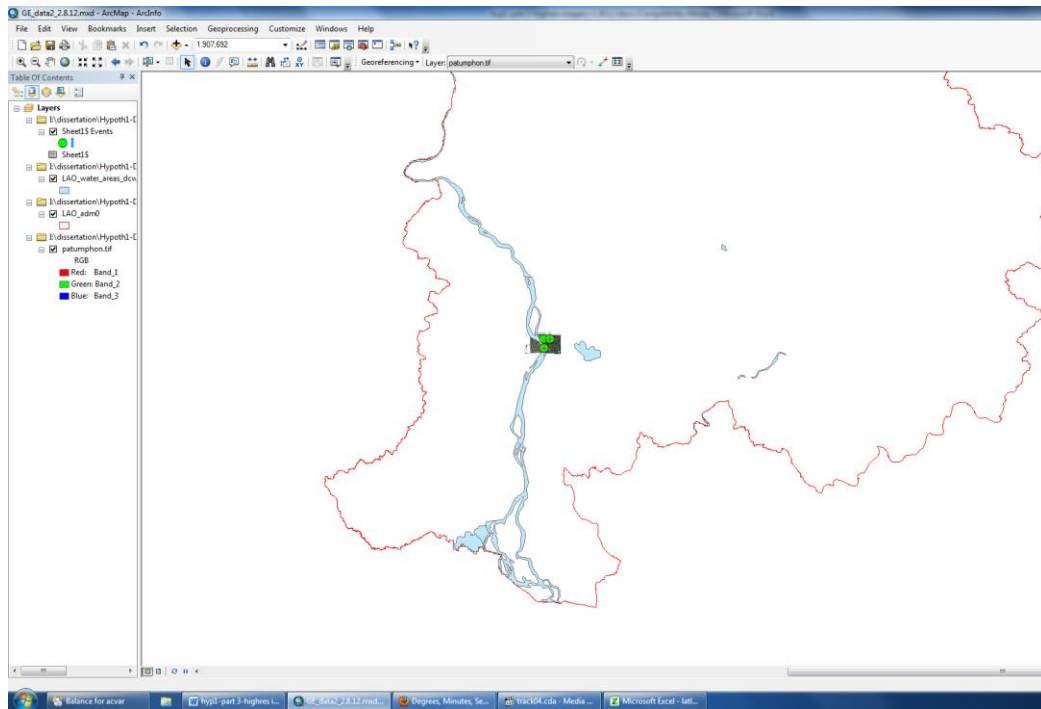 GE_data2_2.8.12.mxd - ArcMap - ArcInfo
File Edit View Bookmarks Insert Selection Geoprocessing Customize Windows Help
1:907,692
Georeferencing Layer: patumphon.tif
Table Of Contents
Layers
I:\dissertation\Hypoth1-D
Sheet1$ Events
Sheet1$
I:\dissertation\Hypoth1-D
LAO_water_areas_dcw
I:\dissertation\Hypoth1-D
LAO_adm0
I:\dissertation\Hypoth1-D
patumphon.tif
RGB
Red: Band_1
Green: Band_2
Blue: Band_3
Balance for acvar
hyp1-part 3-highres i...
GE_data2_2.8.12.mxd...
Degrees, Minutes, Se...
track04.cda - Media ...
Microsoft Excel - latl...